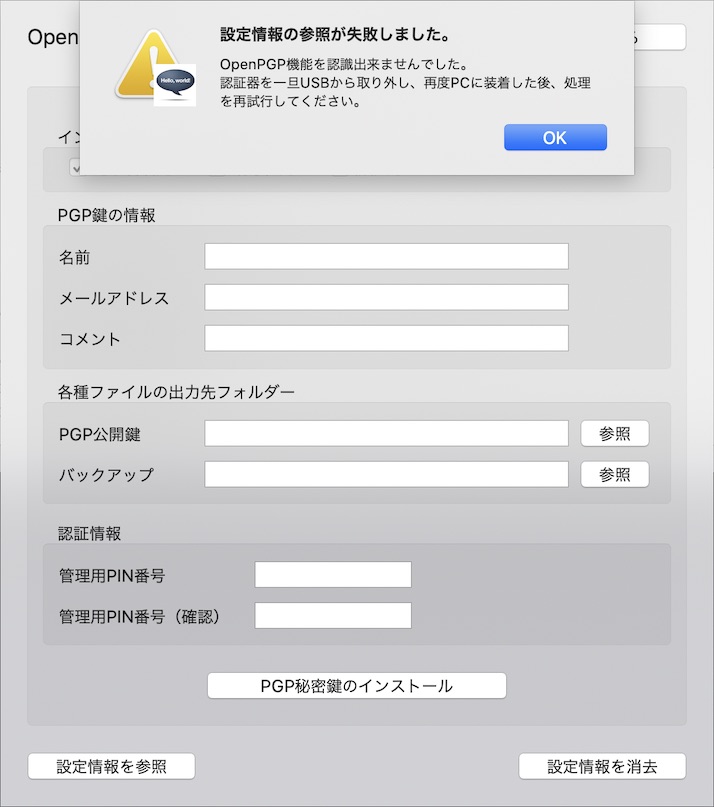 Open
設定情報の参照が失敗しました。
Hello, world!
OpenPGP機能を認識出来ませんでした。
認証器を一旦USBから取り外し、再度PCに装着した後、処理
を再試行してください。
OK
PGP鍵の情報
名前
メールアドレス
コメント
各種ファイルの出力先フォルダー
PGP公開鍵 参照
バックアップ 参照
認証情報
管理用PIN番号
管理用PIN番号（確認）
PGP秘密鍵のインストール
設定情報を参照 設定情報を消去